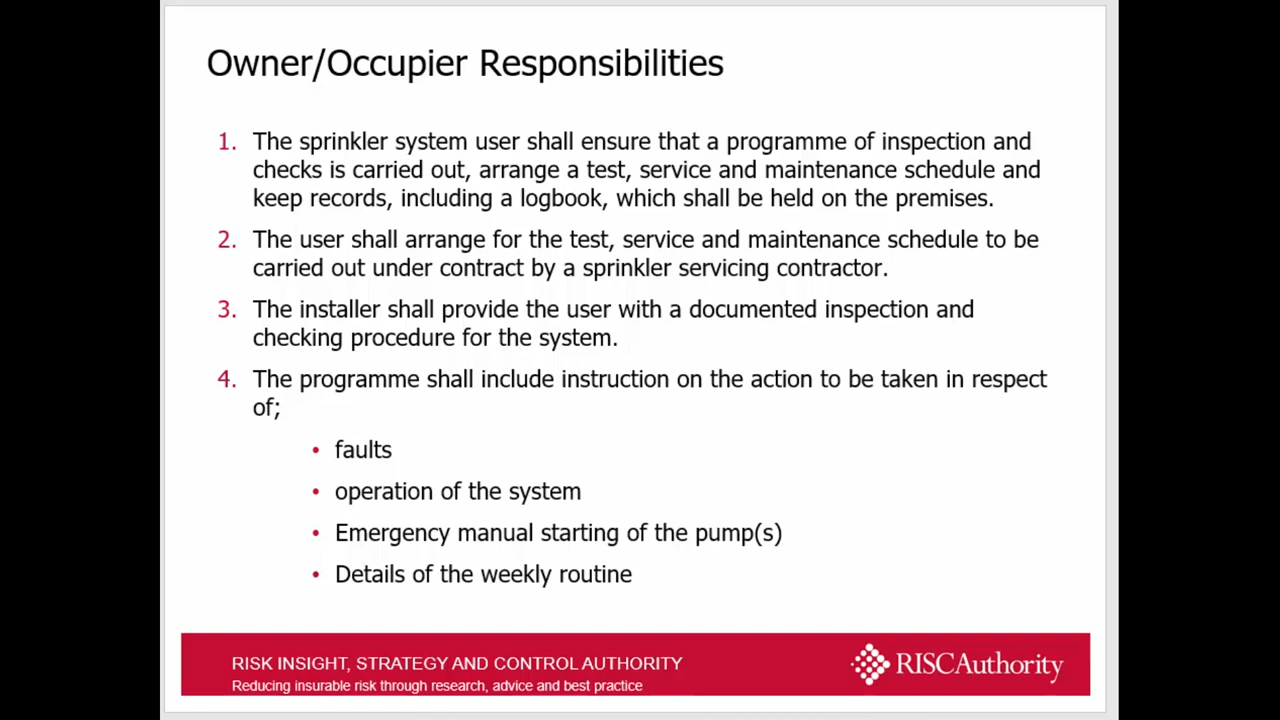 Owner/Occupier Responsibilities
1. The sprinkler system user shall ensure that a programme of inspection and
checks is carried out, arrange a test, service and maintenance schedule and
keep records, including a logbook, which shall be held on the premises.
2. The user shall arrange for the test, service and maintenance schedule to be
carried out under contract by a sprinkler servicing contractor.
3. The installer shall provide the user with a documented inspection and
checking procedure for the system.
4. The programme shall include instruction on the action to be taken in respect
of;
• faults
• operation of the system
• Emergency manual starting of the pump(s)
• Details of the weekly routine
RISK INSIGHT, STRATEGY AND CONTROL AUTHORITY
Reducing insurable risk through research, advice and best practice
RISCAuthority